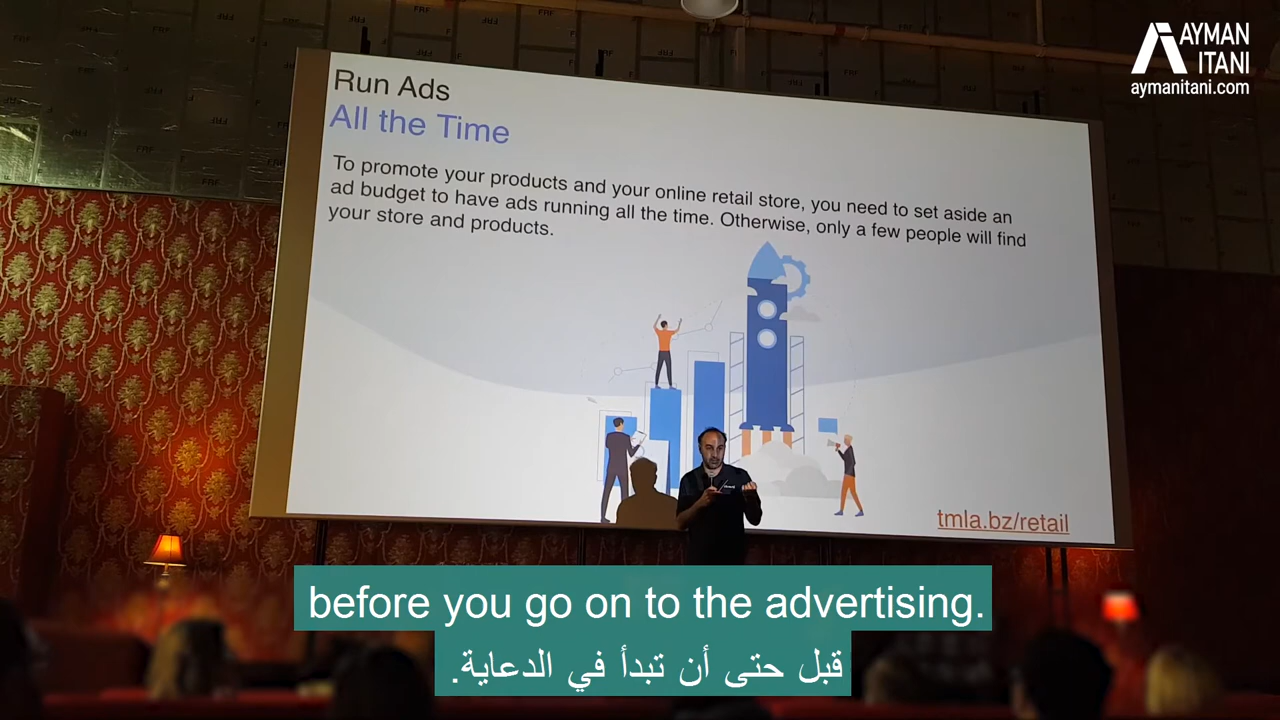 AYMAN
ITANI
aymanitani.com
Run Ads
All the Time
To promote your products and your online retail store, you need to set aside an
ad budget to have ads running all the time. Otherwise, only a few people will find
your store and products.
tmla.bz/retail
before you go on to the advertising.
قبل حتى أن تبدأ في الدعاية.